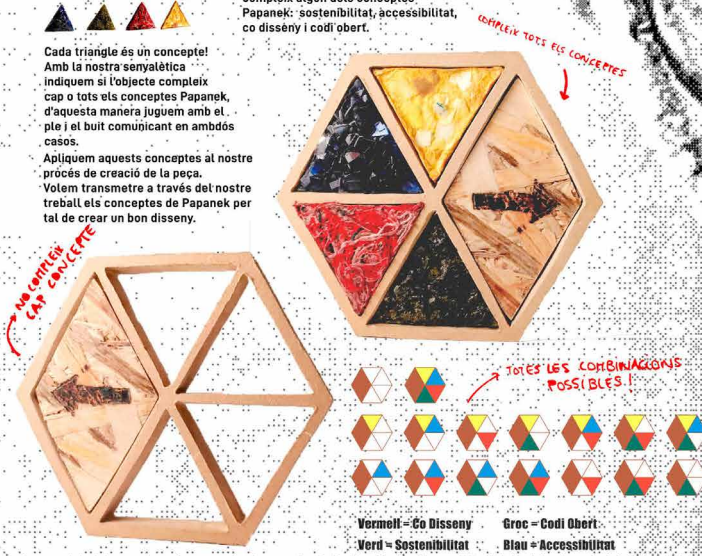 Papanek: sostenibilitat, accessibilitat,
co disseny i codi obert.
COMPLEIX TOTS ELS CONCEPTES
Cada triangle és un concepte!
Amb la nostra senyalètica
indiquem si l'objecte compleix
cap o tots els conceptes Papanek,
d'aquesta manera juguem amb el
ple i el buit comunicant en ambdós
casos.
Apliquem aquests conceptes al nostre
procés de creació de la peça.
Volem transmetre a través del nostre
treball els conceptes de Papanek per
tal de crear un bon disseny.
NO COMPLEIX
CAP CONCEPTE
TOTES LES COMBINACIONS
POSSIBLES!
Vermell = Co Disseny
Groc = Codi Obert
Verd = Sostenibilitat
Blau = Accessibilitat